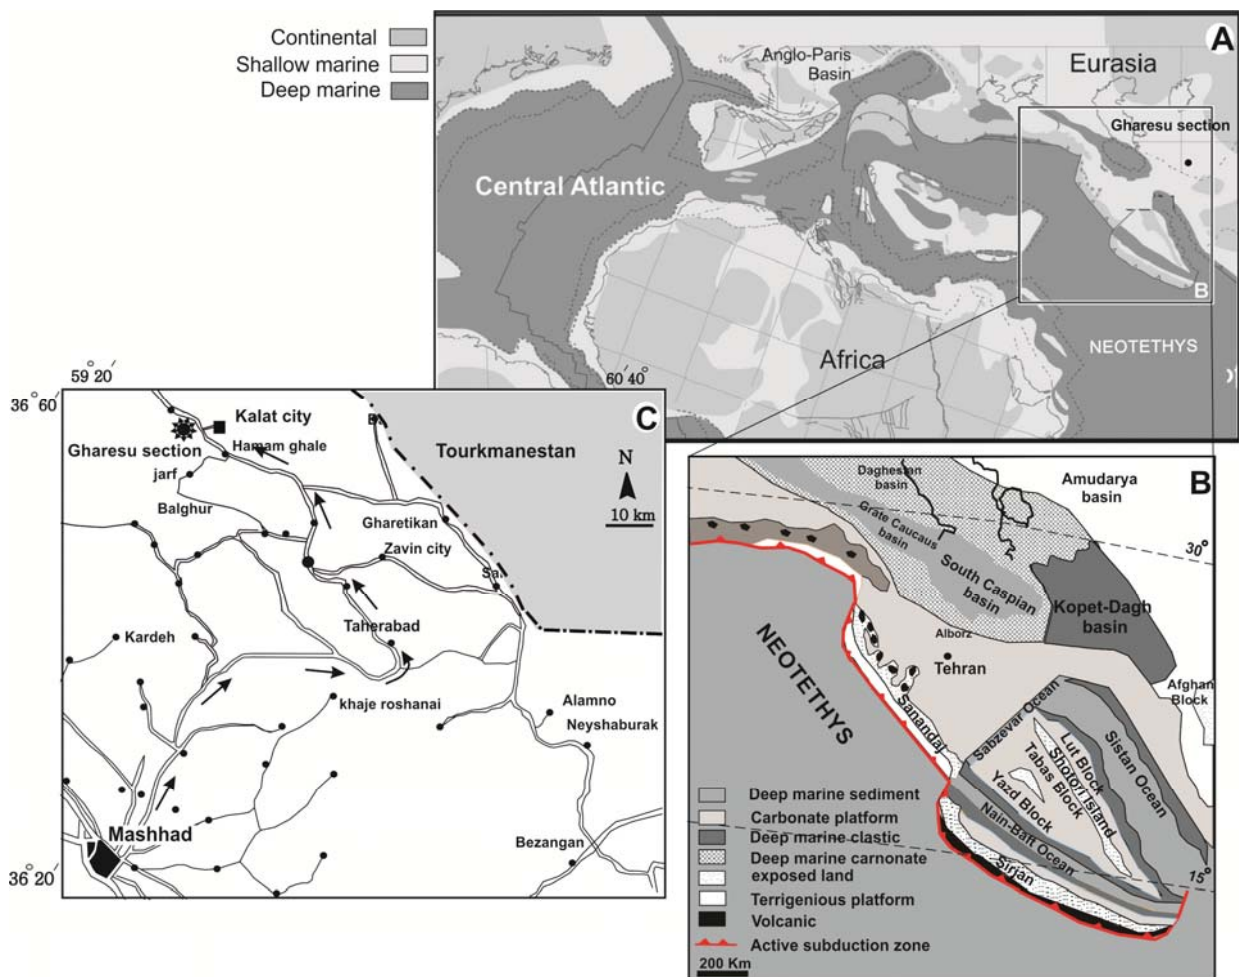 Continental
Shallow marine
Deep marine
A
Anglo-Paris
Basin
Eurasia
Gharesu section
Central Atlantic
B
NEOTETHYS
Africa
59 20
60 40
36 60
36 20
C
Kalat city
Gharesu section
Hamam ghale
jarf
Balghur
Tourkmanestan
N
10 km
Gharetikan
Zavin city
Taherabad
Kardeh
khaje roshanai
Alamno
Neyshaburak
Mashhad
Bezangan
B
Daghestan
basin
Amudarya
basin
Grate Caucaus
basin
30°
South Caspian
basin
Kopet-Dagh
basin
Alborz
Tehran
NEOTETHYS
Afghan
Block
Sanandaj
Sabzevar Ocean
Sistan Ocean
Lut Block
Shotori Island
Tabas Block
Yazd Block
Nain-Baft Ocean
Sirjan
15°
Deep marine sediment
Carbonate platform
Deep marine clastic
Deep marine carnonate
exposed land
Terrigenious platform
Volcanic
Active subduction zone
200 Km